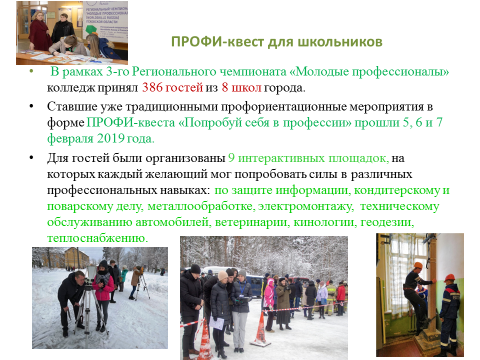 РЕГИОНАЛЬНЫЙ ЧЕМПИОНАТ
ПРОФИ-квест для школьников
• В рамках 3-го Регионального чемпионата «Молодые профессионалы»
колледж принял 386 гостей из 8 школ города.
• Ставшие уже традиционными профориентационные мероприятия в
форме ПРОФИ-квеста «Попробуй себя в профессии» прошли 5, 6 и 7
февраля 2019 года.
• Для гостей были организованы 9 интерактивных площадок, на
которых каждый желающий мог попробовать силы в различных
профессиональных навыках: по защите информации, кондитерскому и
поварскому делу, металлообработке, электромонтажу, техническому
обслуживанию автомобилей, ветеринарии, кинологии, геодезии,
теплоснабжению.